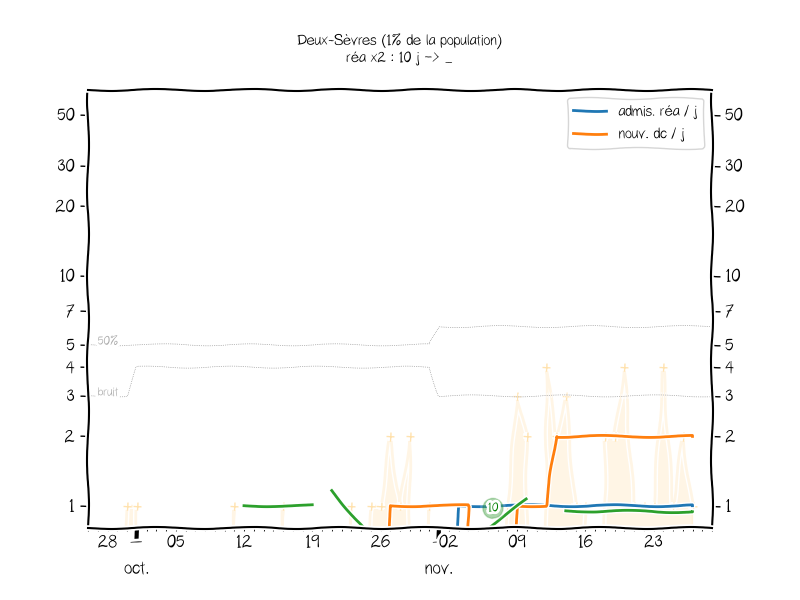 Deux-Sèvres (1% de la population)
réa x2 : 10 j -> _
admis. réa / j
nouv. dc / j
50 50
30 30
20 20
10 10
7 7
50%
5 5
4 4
bruit
3 3
2 2
10
1 1
28 — 05 12 19 26 02 09 16 23
oct. nov.